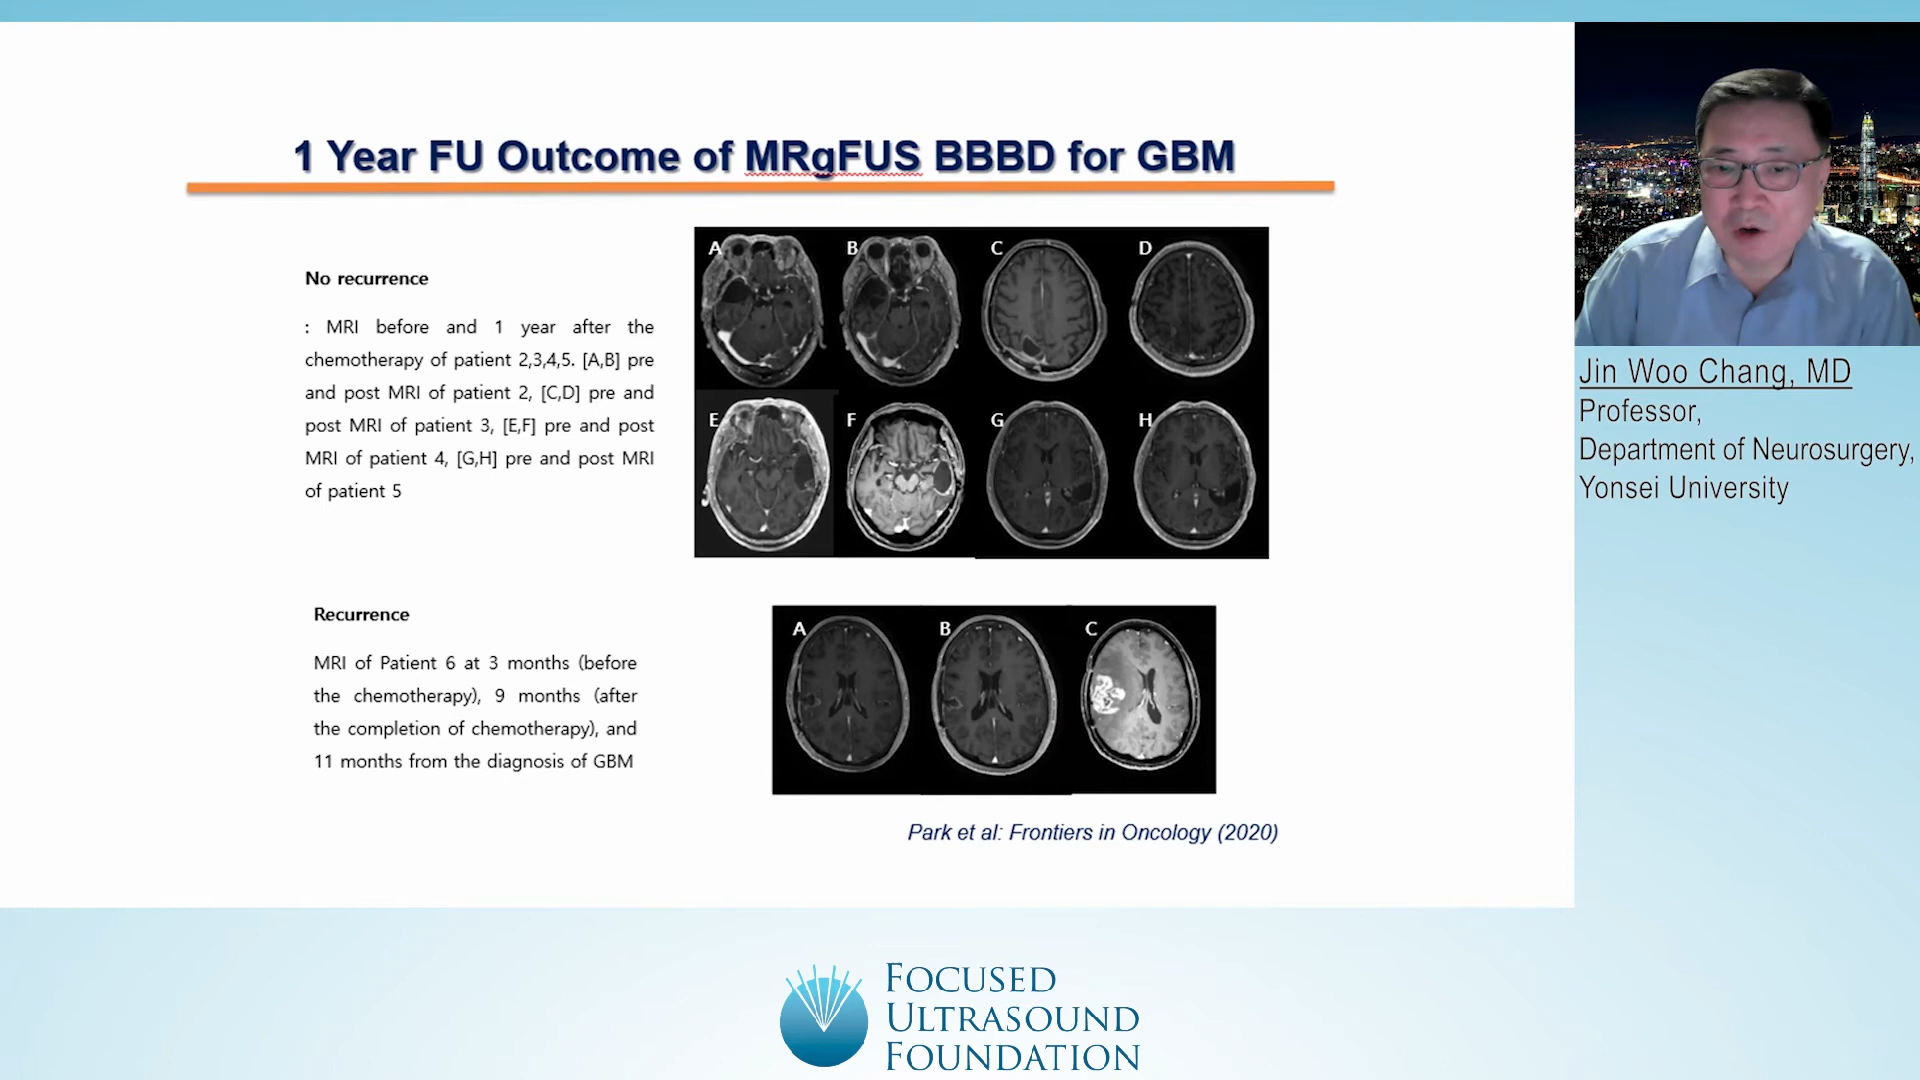 1 Year FU Outcome of MRgFUS BBBD for GBM
No recurrence
: MRI before and 1 year after the
chemotherapy of patient 2,3,4,5. [A,B] pre
and post MRI of patient 2, [C,D] pre and
post MRI of patient 3, [E,F] pre and post
MRI of patient 4, [G,H] pre and post MRI
of patient 5
A B C D
E F G H
Recurrence
MRI of Patient 6 at 3 months (before
the chemotherapy), 9 months (after
the completion of chemotherapy), and
11 months from the diagnosis of GBM
A B C
Park et al: Frontiers in Oncology (2020)
Jin Woo Chang, MD
Professor,
Department of Neurosurgery,
Yonsei University
FOCUSED
ULTRASOUND
FOUNDATION